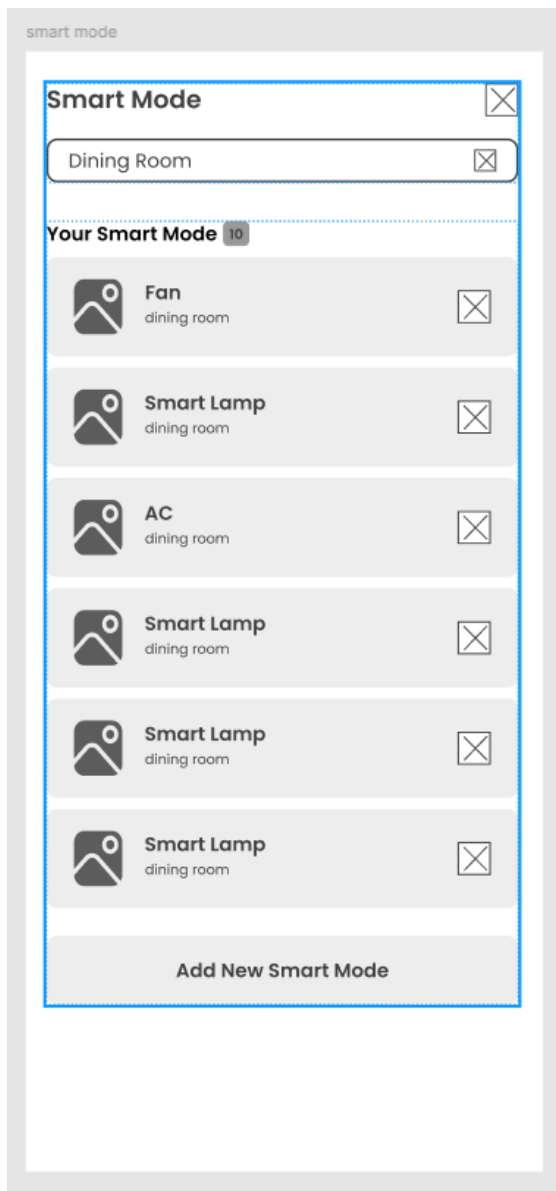 smart mode
Smart Mode
Dining Room
Your Smart Mode 10
Fan
dining room
Smart Lamp
dining room
AC
dining room
Smart Lamp
dining room
Smart Lamp
dining room
Smart Lamp
dining room
Add New Smart Mode